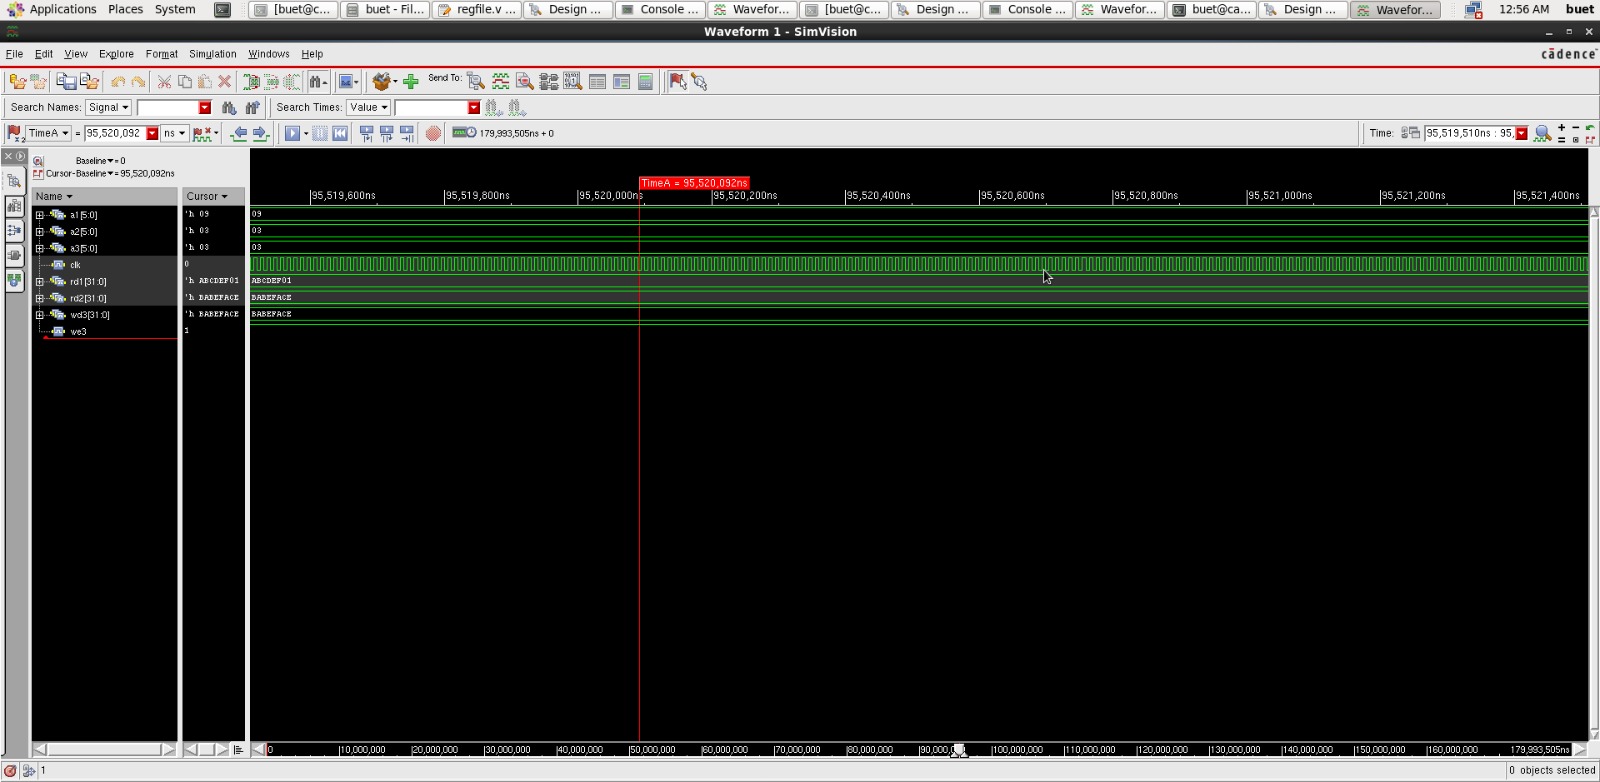 Applications Places System [buet@c... buet - Fil... regfile.v ... Design ... Console ... Wavefor... [buet@c... Design ... Console ... Wavefor... buet@ca... Design ... Wavefor... 12:56 AM buet
Waveform 1 - SimVision
File Edit View Explore Format Simulation Windows Help cādence
Send To:
Search Names: Signal Search Times: Value
TimeA = 95,520,092 ns 179,993,505ns + 0 Time: 95,519,510ns : 95,
Baseline = 0
Cursor-Baseline = 95,520,092ns
TimeA = 95,520,092ns
Name Cursor 95,519,600ns 95,519,800ns 95,520,000ns 95,520,200ns 95,520,400ns 95,520,600ns 95,520,800ns 95,521,000ns 95,521,200ns 95,521,400ns
a1[5:0] 'h 09 09
a2[5:0] 'h 03 03
a3[5:0] 'h 03 03
clk 0
rd1[31:0] 'h ABCDEF01 ABCDEF01
rd2[31:0] 'h BABEFACE BABEFACE
wd3[31:0] 'h BABEFACE BABEFACE
we3 1
0 10,000,000 20,000,000 30,000,000 40,000,000 50,000,000 60,000,000 70,000,000 80,000,000 100,000,000 110,000,000 120,000,000 130,000,000 140,000,000 150,000,000 160,000,000 179,993,505ns
1 0 objects selected